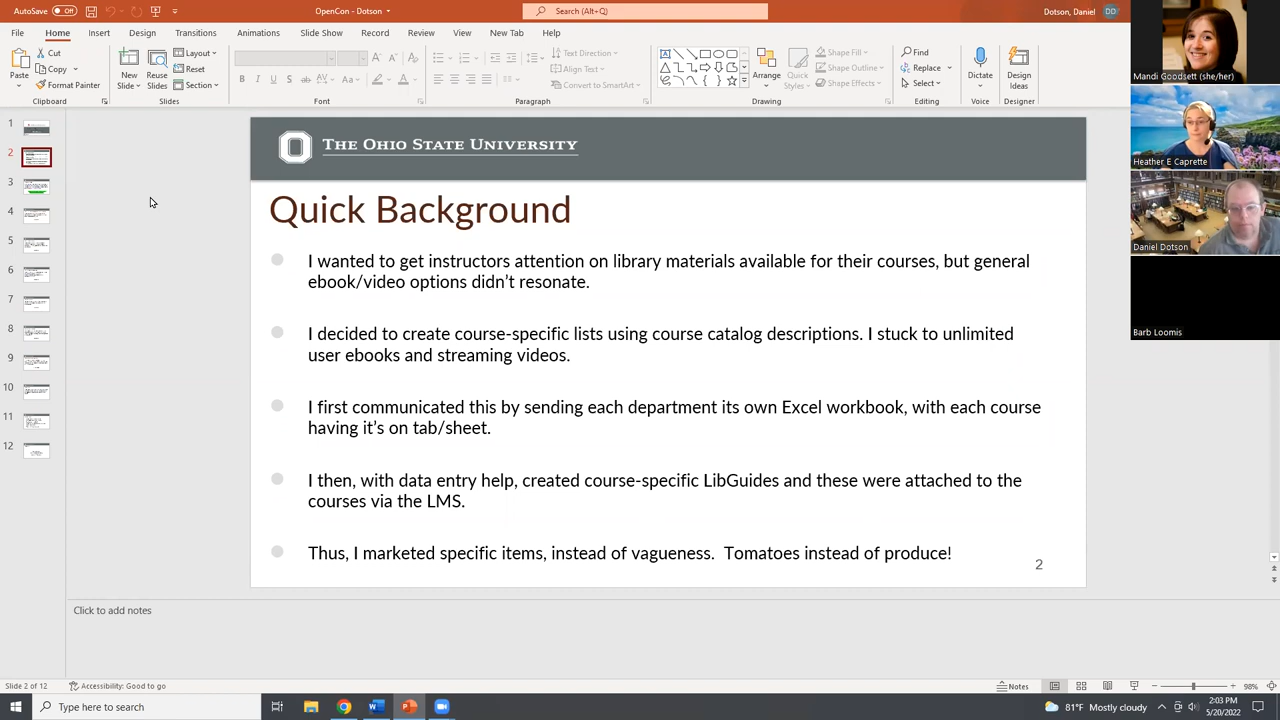 AutoSave Off
OpenCon - Dotson
Search (Alt+Q)
Dotson, Daniel DD
File Home Insert Design Transitions Animations Slide Show Record Review View New Tab Help
Paste
Cut
Copy
Format Painter
Clipboard
New Slide
Reuse Slides
Layout
Reset
Section
Slides
B I U S ab AV Aa A
Font
Text Direction
Align Text
Convert to SmartArt
Paragraph
Arrange
Quick Styles
Shape Fill
Shape Outline
Shape Effects
Drawing
Find
Replace
Select
Editing
Dictate
Voice
Design Ideas
Designer
Mandi Goodsett (she/her)
Heather E Caprette
Daniel Dotson
Barb Loomis
1
2
3
4
5
6
7
8
9
10
11
12
THE OHIO STATE UNIVERSITY
Quick Background
I wanted to get instructors attention on library materials available for their courses, but general
ebook/video options didn't resonate.
I decided to create course-specific lists using course catalog descriptions. I stuck to unlimited
user ebooks and streaming videos.
I first communicated this by sending each department its own Excel workbook, with each course
having it's on tab/sheet.
I then, with data entry help, created course-specific LibGuides and these were attached to the
courses via the LMS.
Thus, I marketed specific items, instead of vagueness. Tomatoes instead of produce!
2
Click to add notes
Slide 2 of 12 Accessibility: Good to go
Notes
98%
Type here to search
81°F Mostly cloudy
2:03 PM
5/20/2022